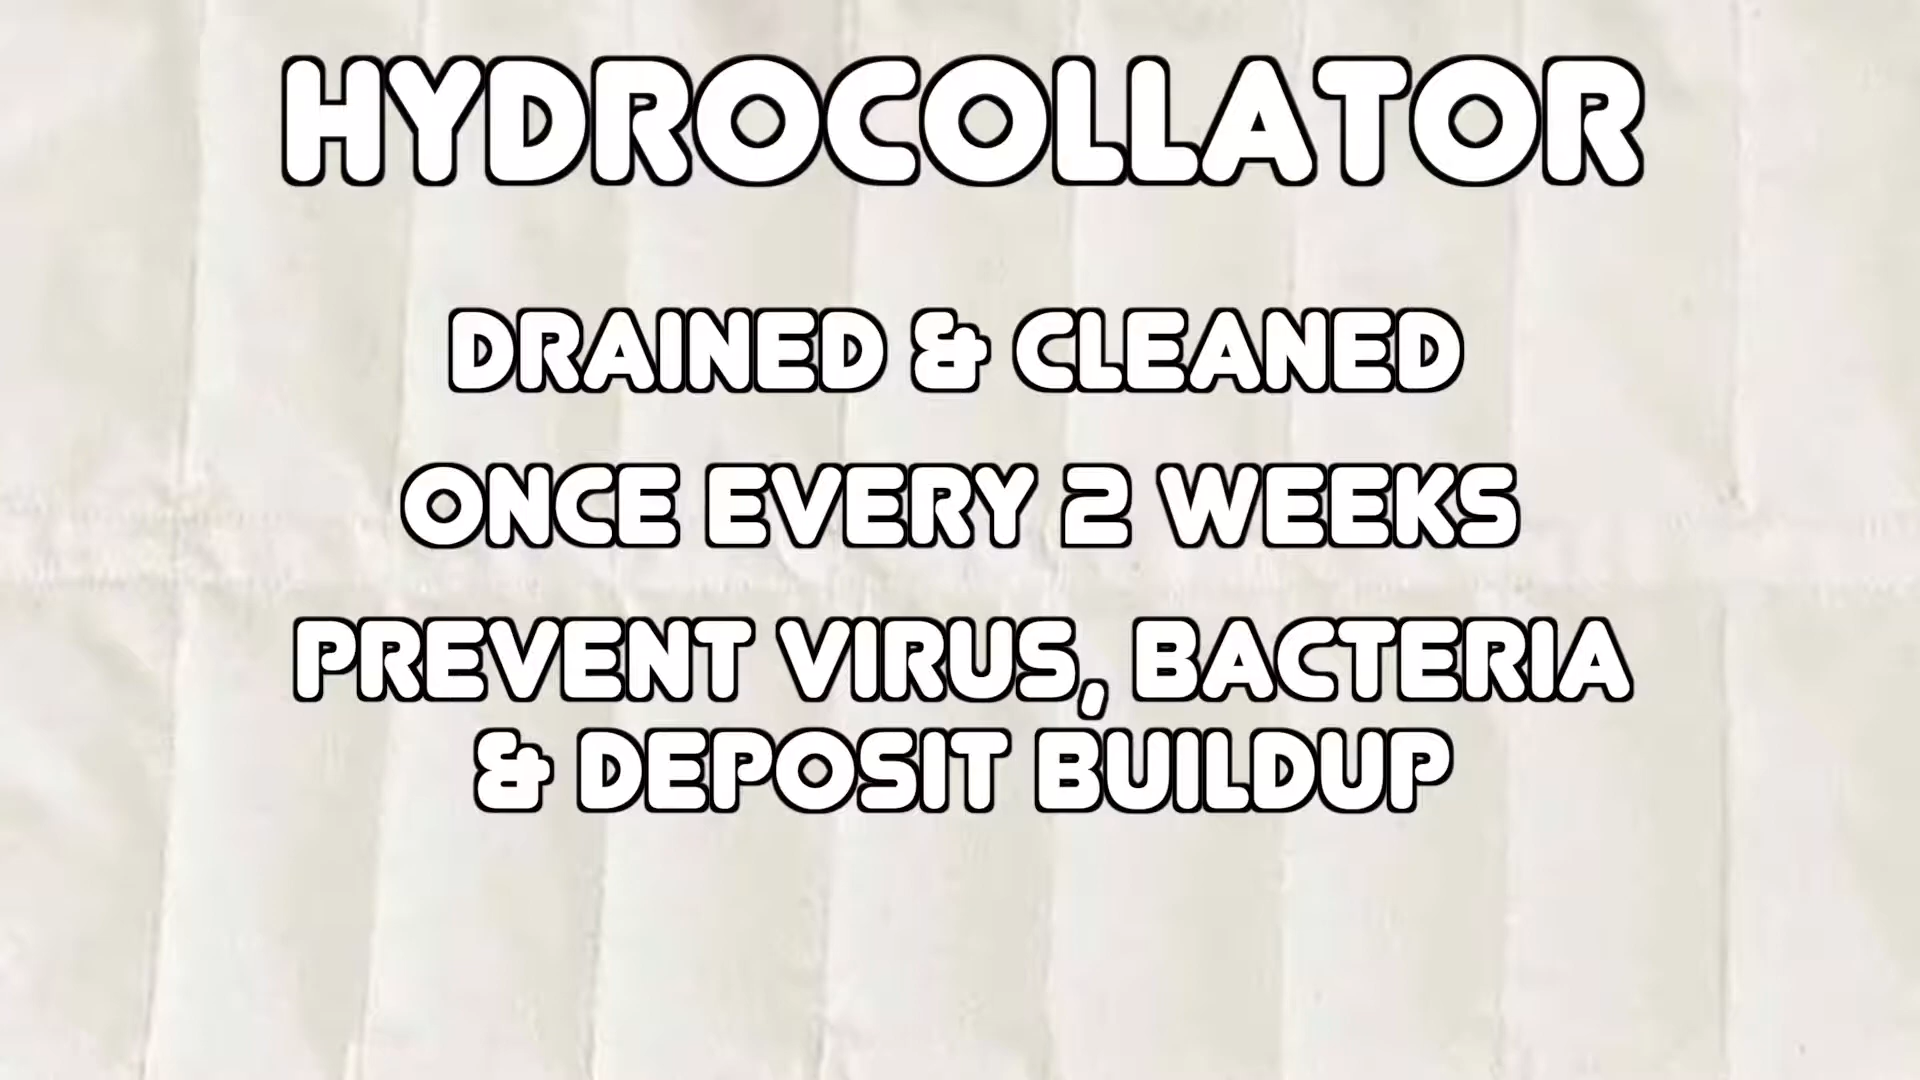 HYDROCOLLATOR
DRAINED & CLEANED
ONCE EVERY 2 WEEKS
PREVENT VIRUS, BACTERIA
& DEPOSIT BUILDUP